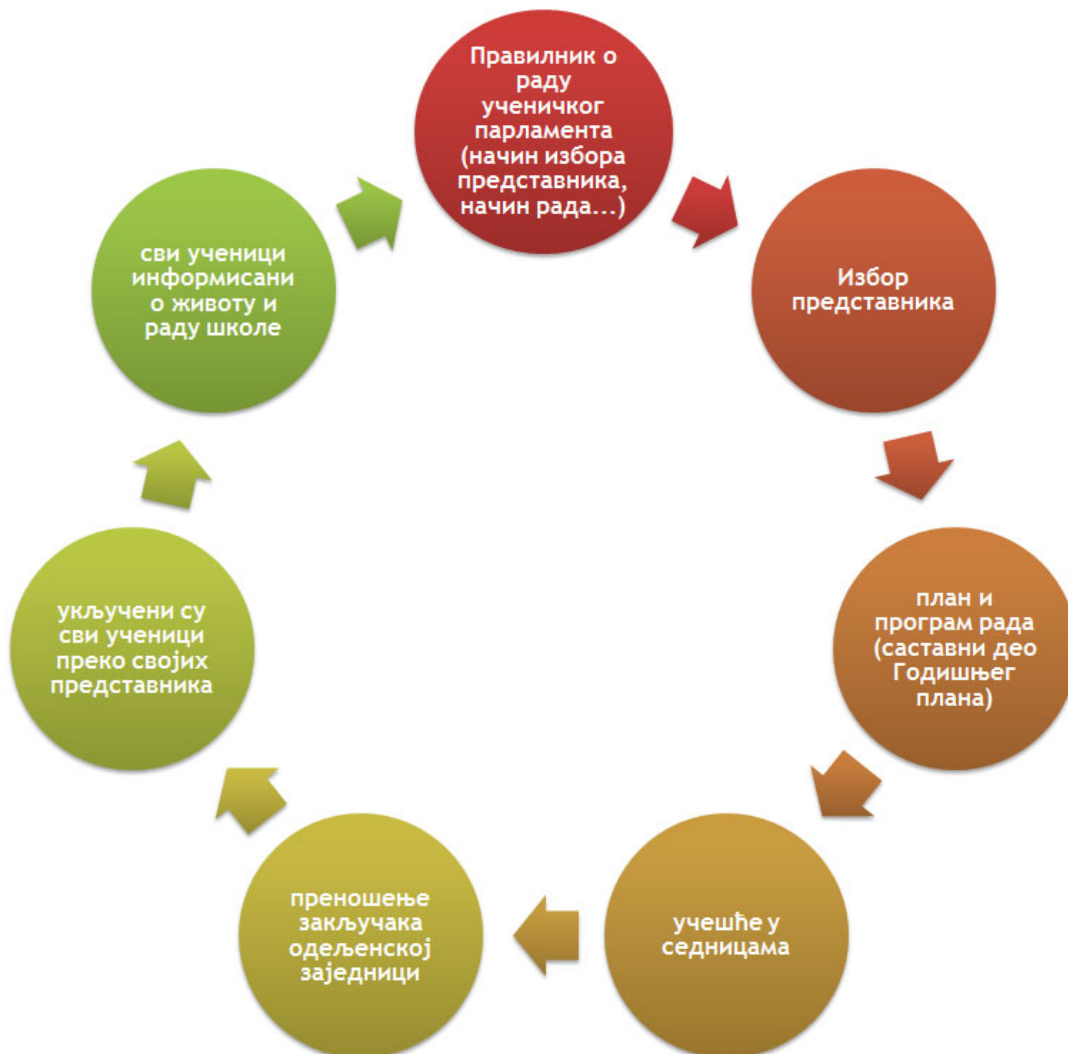 Правилник о
раду
ученичког
парламента
(начин избора
представника,
начин рада...)
Избор
представника
план и
програм рада
(саставни део
Годишњег
плана)
учешће у
седницама
преношење
закључака
одељенској
заједници
укључени су
сви ученици
преко својих
представника
сви ученици
информисани
о животу и
раду школе